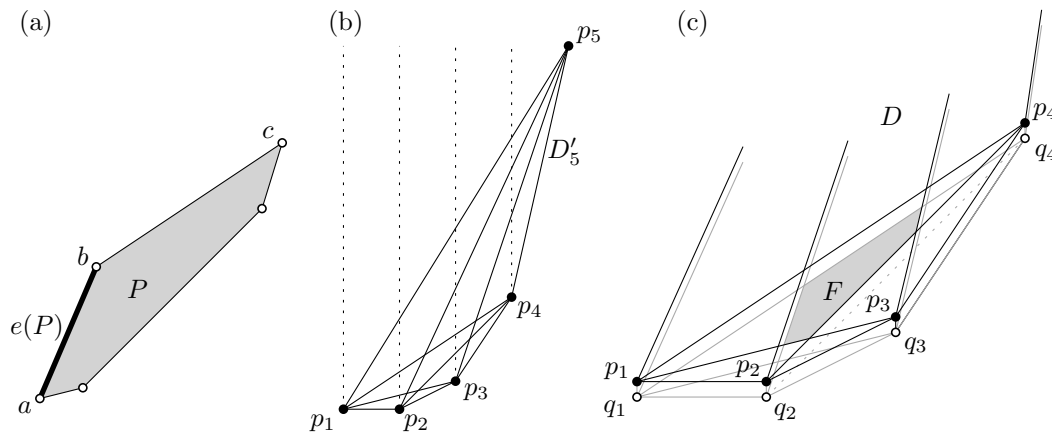 (a)
c
b
P
e(P)
a
(b)
p₅
D′₅
p₄
p₃
p₁
p₂
(c)
D
p₄
q₄
F
p₃
q₃
p₁
p₂
q₁
q₂